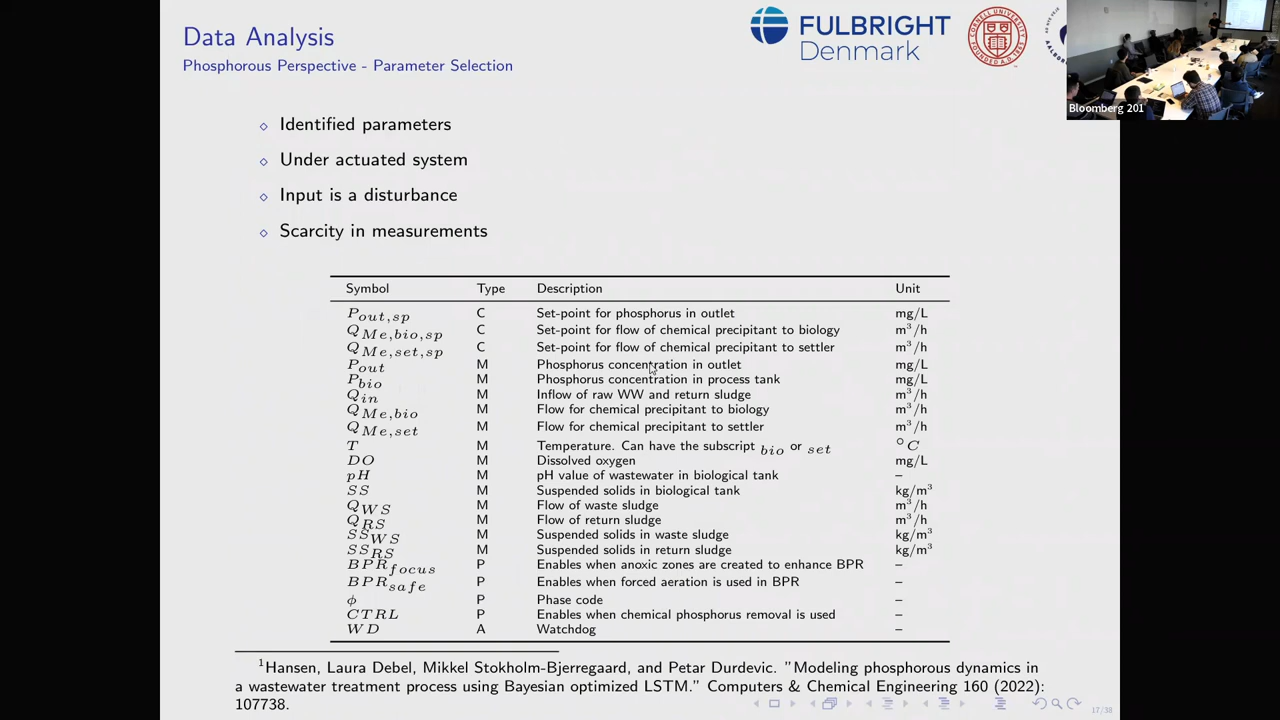 Data Analysis
Phosphorous Perspective - Parameter Selection
FULBRIGHT
Denmark
Bloomberg 201
◇ Identified parameters
◇ Under actuated system
◇ Input is a disturbance
◇ Scarcity in measurements
Symbol Type Description Unit
P_out,sp C Set-point for phosphorus in outlet mg/L
Q_Me,bio,sp C Set-point for flow of chemical precipitant to biology m³/h
Q_Me,set,sp C Set-point for flow of chemical precipitant to settler m³/h
P_out M Phosphorus concentration in outlet mg/L
P_bio M Phosphorus concentration in process tank mg/L
Q_in M Inflow of raw WW and return sludge m³/h
Q_Me,bio M Flow for chemical precipitant to biology m³/h
Q_Me,set M Flow for chemical precipitant to settler m³/h
T M Temperature. Can have the subscript bio or set °C
DO M Dissolved oxygen mg/L
pH M pH value of wastewater in biological tank –
SS M Suspended solids in biological tank kg/m³
Q_WS M Flow of waste sludge m³/h
Q_RS M Flow of return sludge m³/h
SS_WS M Suspended solids in waste sludge kg/m³
SS_RS M Suspended solids in return sludge kg/m³
BPR_focus P Enables when anoxic zones are created to enhance BPR –
BPR_safe P Enables when forced aeration is used in BPR –
ϕ P Phase code –
CTRL P Enables when chemical phosphorus removal is used –
WD A Watchdog –
¹Hansen, Laura Debel, Mikkel Stokholm-Bjerregaard, and Petar Durdevic. "Modeling phosphorous dynamics in
a wastewater treatment process using Bayesian optimized LSTM." Computers & Chemical Engineering 160 (2022):
107738.
17/38